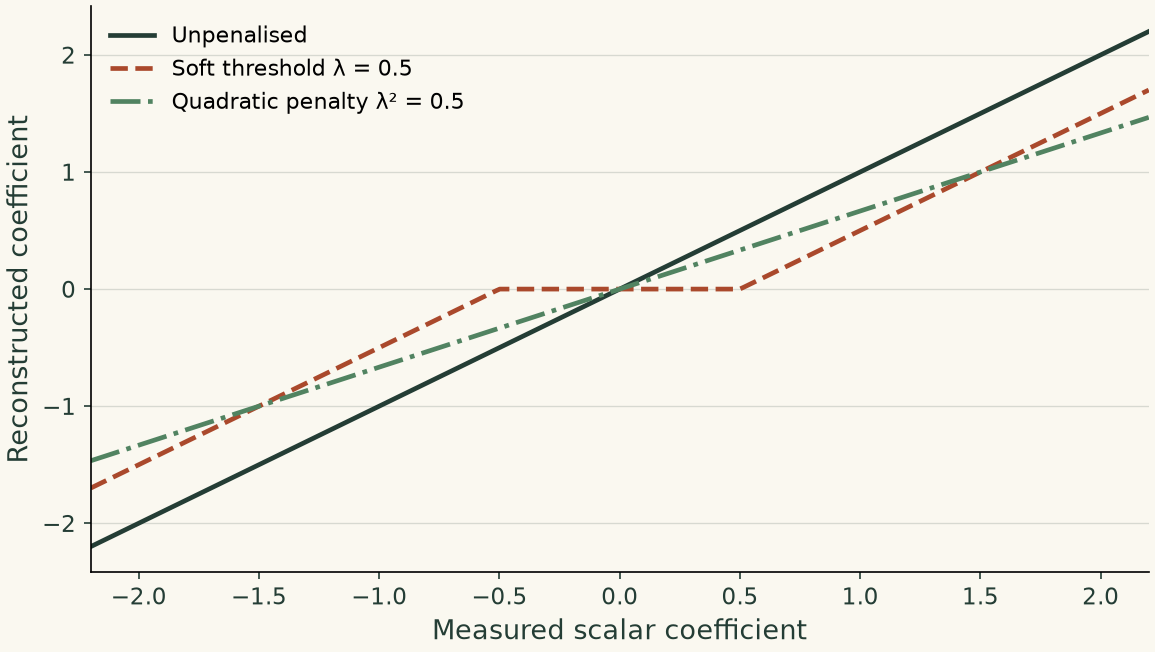 Unpenalised
Soft threshold λ = 0.5
Quadratic penalty λ² = 0.5
Reconstructed coefficient
2
1
0
−1
−2
−2.0 −1.5 −1.0 −0.5 0.0 0.5 1.0 1.5 2.0
Measured scalar coefficient